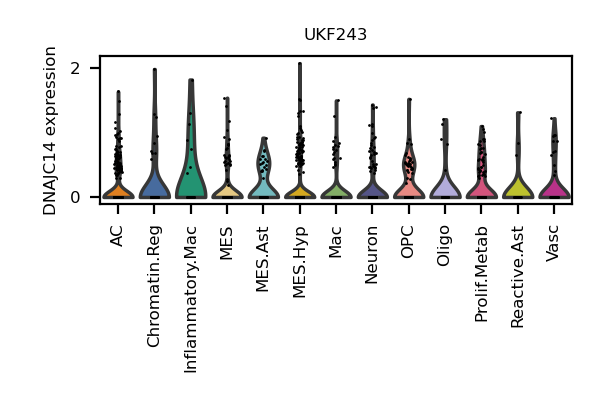 UKF243
DNAJC14 expression
2
0
AC
Chromatin.Reg
Inflammatory.Mac
MES
MES.Ast
MES.Hyp
Mac
Neuron
OPC
Oligo
Prolif.Metab
Reactive.Ast
Vasc